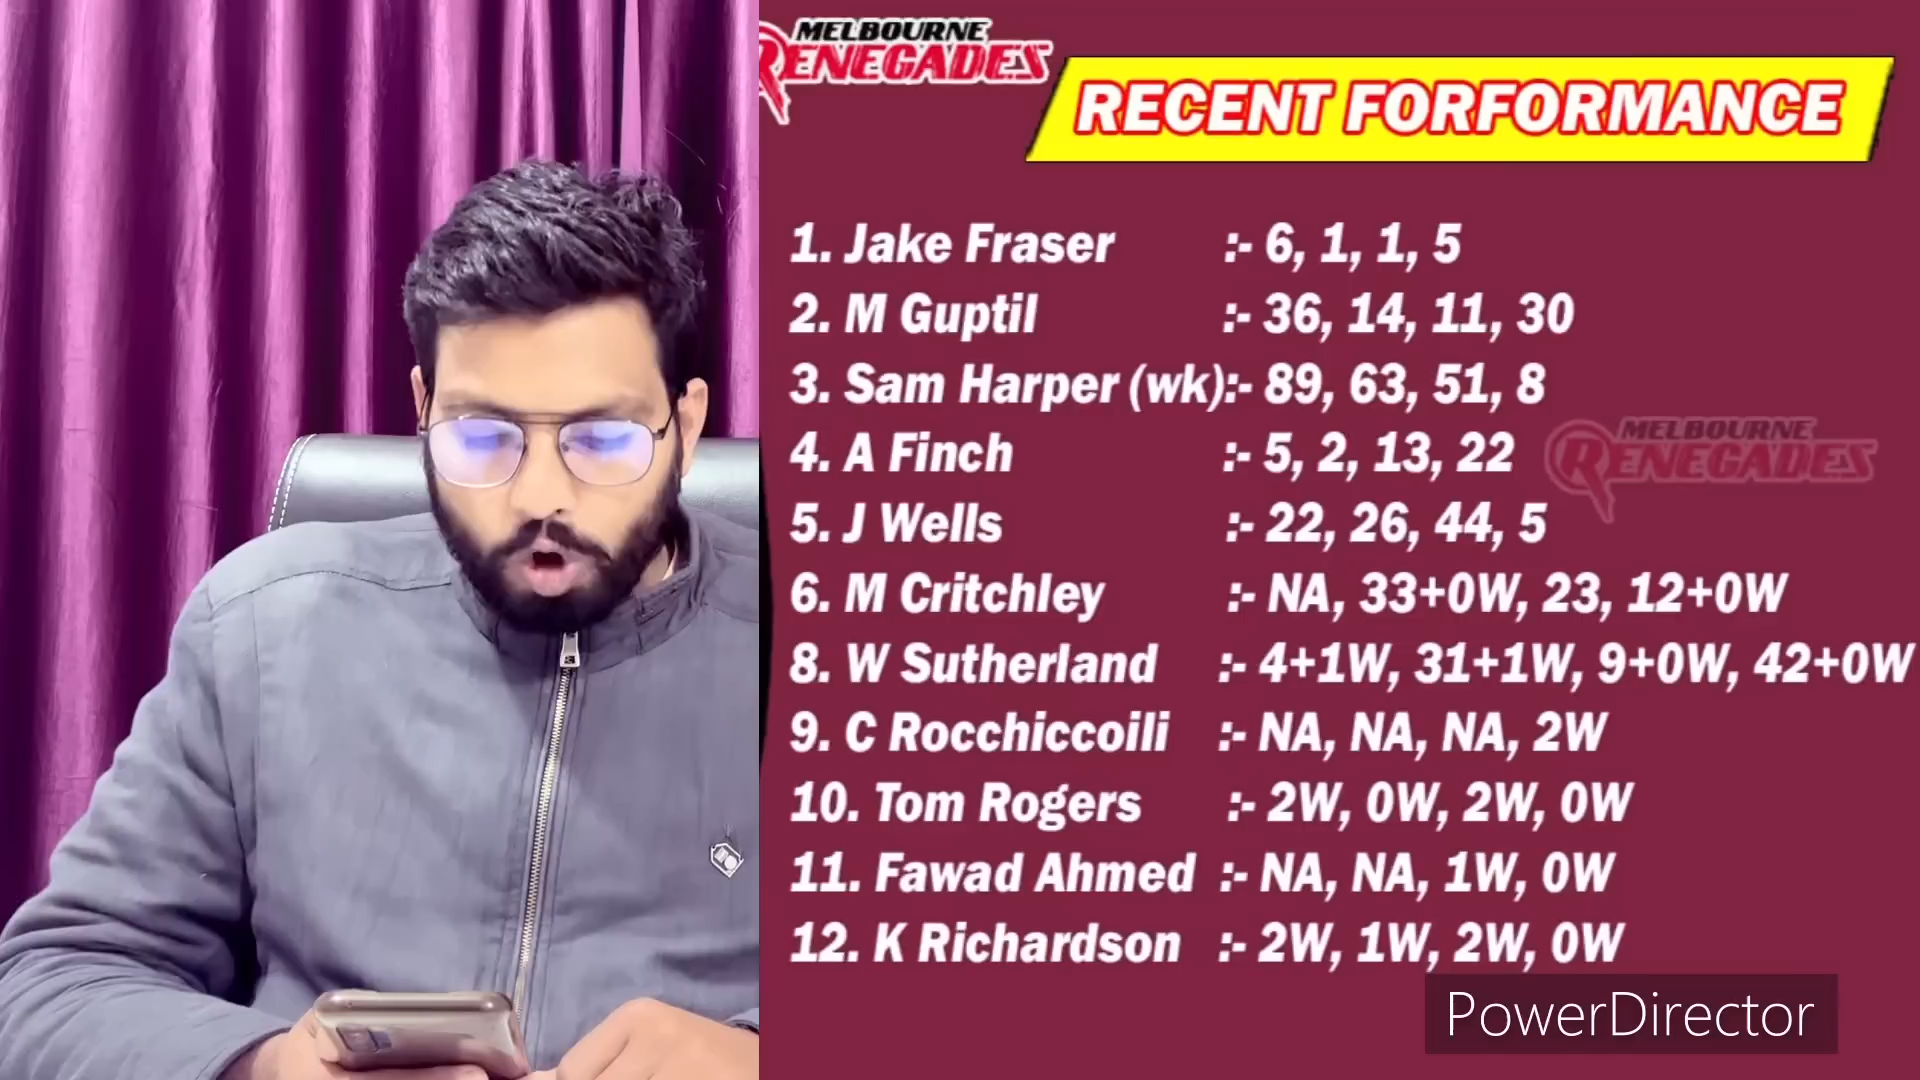 MELBOURNE
RENEGADES
RECENT FORFORMANCE
1. Jake Fraser :- 6, 1, 1, 5
2. M Guptil :- 36, 14, 11, 30
3. Sam Harper (wk):- 89, 63, 51, 8
4. A Finch :- 5, 2, 13, 22
MELBOURNE
RENEGADES
5. J Wells :- 22, 26, 44, 5
6. M Critchley :- NA, 33+0W, 23, 12+0W
8. W Sutherland :- 4+1W, 31+1W, 9+0W, 42+0W
9. C Rocchiccoili :- NA, NA, NA, 2W
10. Tom Rogers :- 2W, 0W, 2W, 0W
11. Fawad Ahmed :- NA, NA, 1W, 0W
12. K Richardson :- 2W, 1W, 2W, 0W
PowerDirector